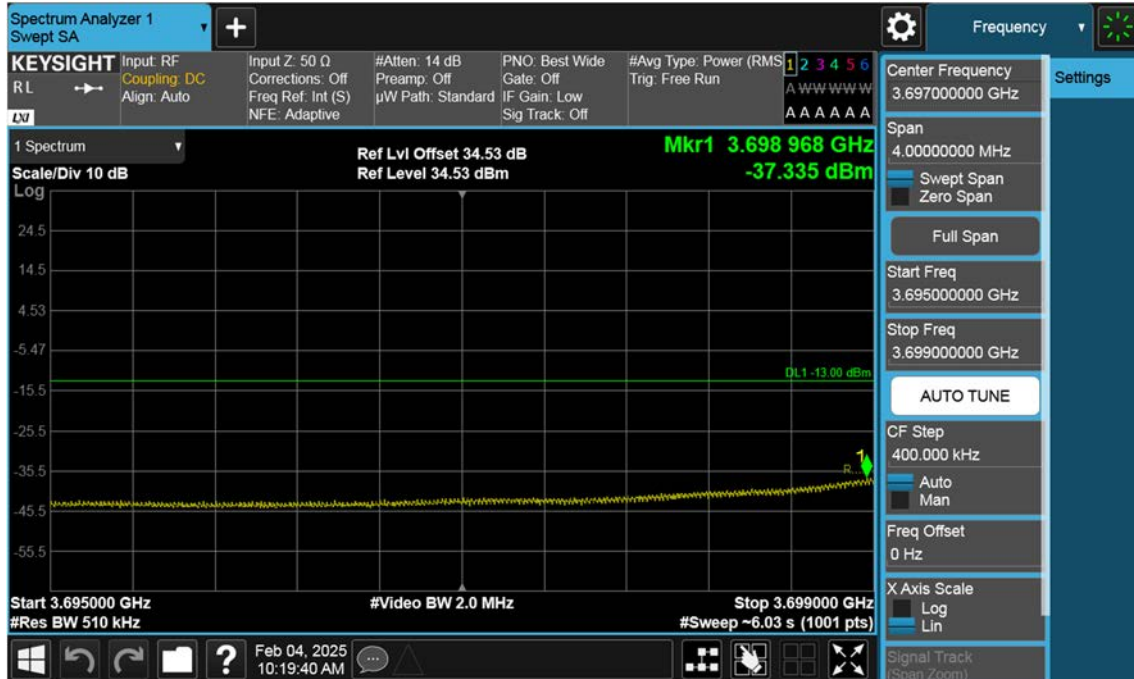 Spectrum Analyzer 1
Swept SA
Frequency
KEYSIGHT
RL
LXI
Input: RF
Coupling: DC
Align: Auto
Input Z: 50 Ω
Corrections: Off
Freq Ref: Int (S)
NFE: Adaptive
#Atten: 14 dB
Preamp: Off
µW Path: Standard
PNO: Best Wide
Gate: Off
IF Gain: Low
Sig Track: Off
#Avg Type: Power (RMS
Trig: Free Run
1 2 3 4 5 6
A W W W W W
A A A A A A
1 Spectrum
Scale/Div 10 dB
Ref Lvl Offset 34.53 dB
Ref Level 34.53 dBm
Mkr1 3.698 968 GHz
-37.335 dBm
Log
24.5
14.5
4.53
-5.47
DL1 -13.00 dBm
-15.5
-25.5
1
-35.5
R...
-45.5
-55.5
Start 3.695000 GHz
#Video BW 2.0 MHz
Stop 3.699000 GHz
#Res BW 510 kHz
#Sweep ~6.03 s (1001 pts)
?
Feb 04, 2025
10:19:40 AM
Center Frequency
3.697000000 GHz
Settings
Span
4.00000000 MHz
Swept Span
Zero Span
Full Span
Start Freq
3.695000000 GHz
Stop Freq
3.699000000 GHz
AUTO TUNE
CF Step
400.000 kHz
Auto
Man
Freq Offset
0 Hz
X Axis Scale
Log
Lin
Signal Track
(Span Zoom)